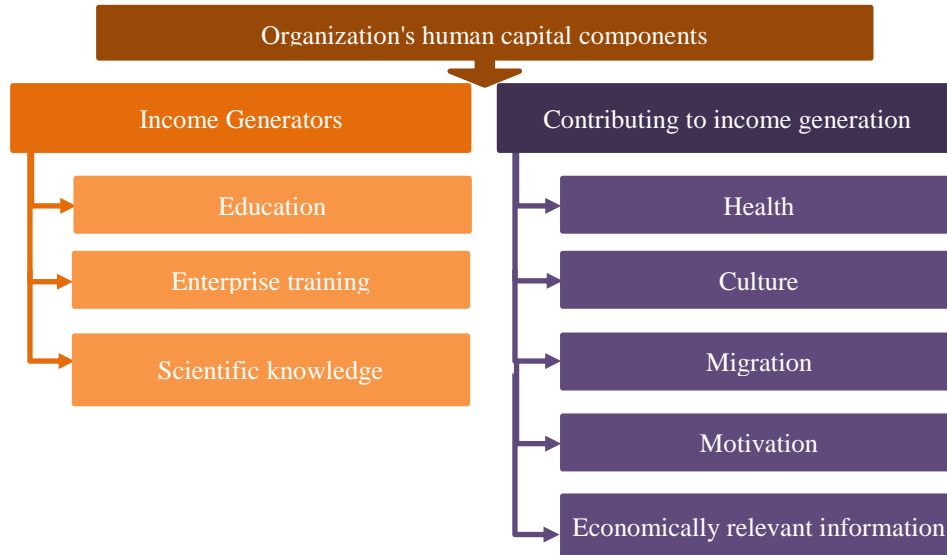 Organization's human capital components
Income Generators
Education
Enterprise training
Scientific knowledge
Contributing to income generation
Health
Culture
Migration
Motivation
Economically relevant information